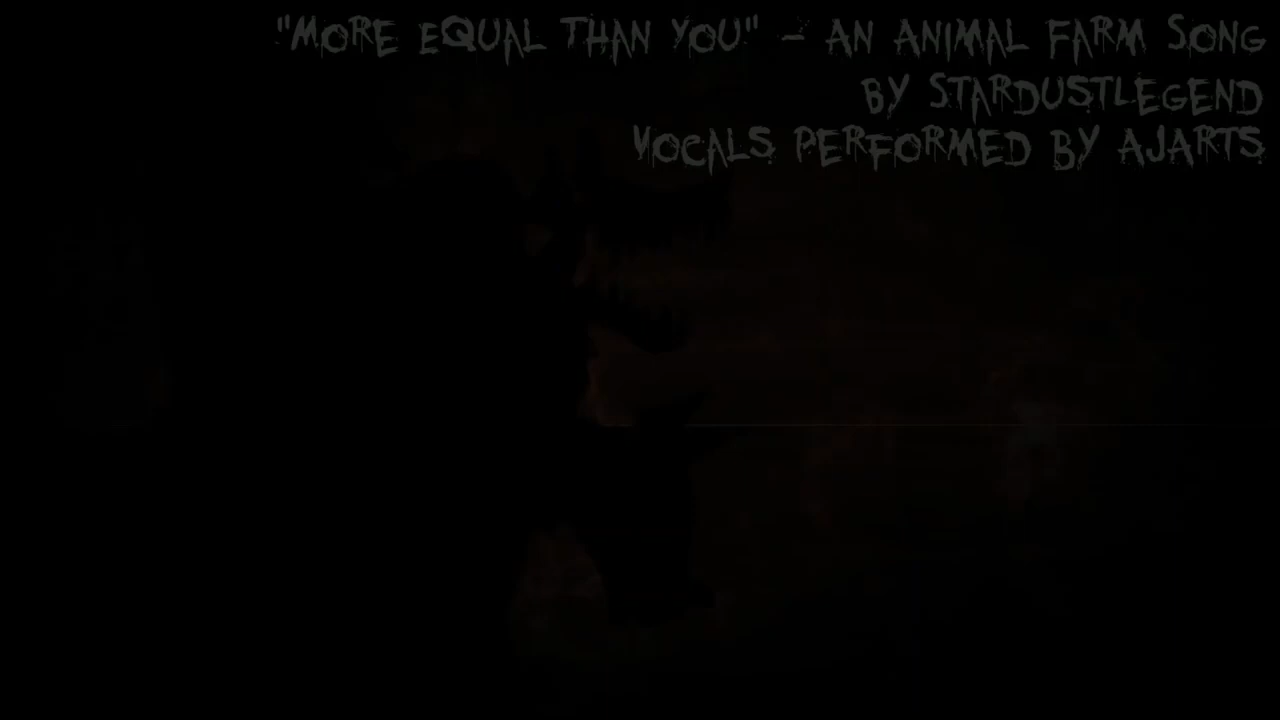 "More Equal Than You" - An Animal Farm Song
by Stardustlegend
Vocals performed by AJArts